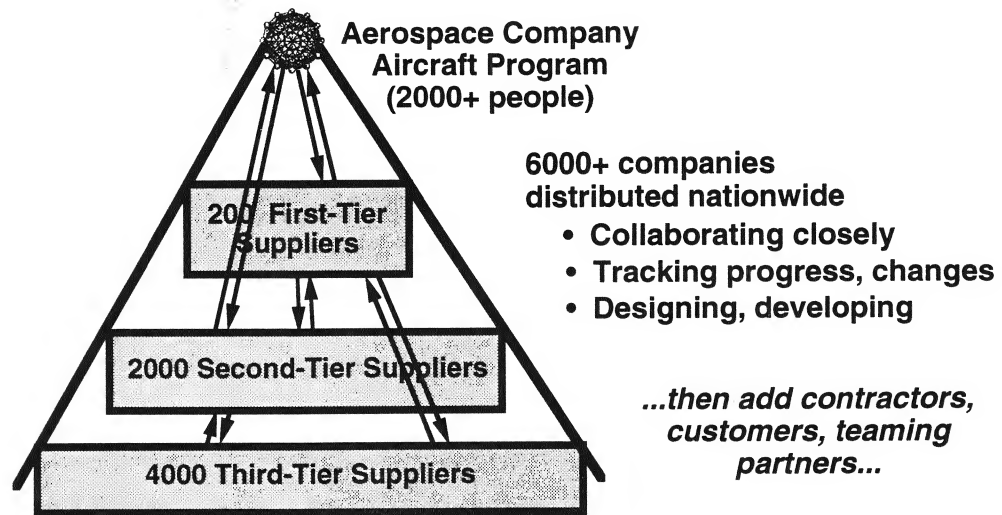 Aerospace Company
Aircraft Program
(2000+ people)
6000+ companies
distributed nationwide
• Collaborating closely
• Tracking progress, changes
• Designing, developing
200 First-Tier
Suppliers
2000 Second-Tier Suppliers
4000 Third-Tier Suppliers
...then add contractors,
customers, teaming
partners...